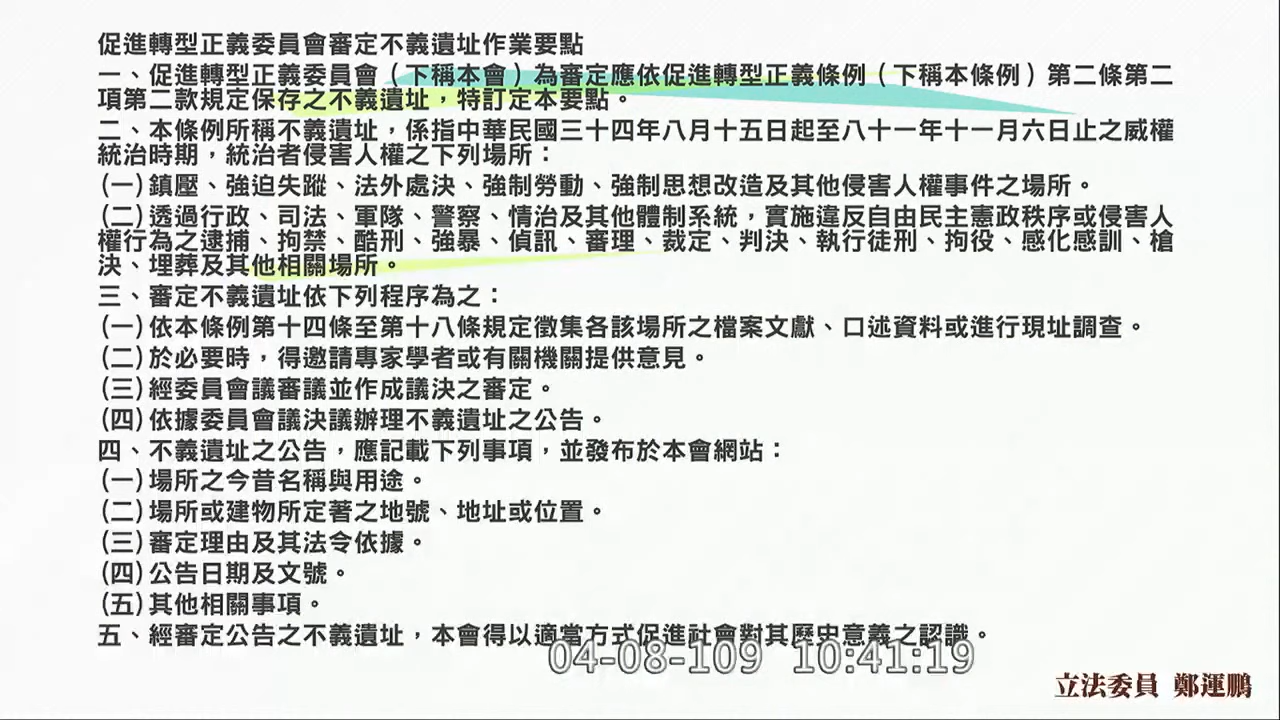 促進轉型正義委員會審定不義遺址作業要點
一、促進轉型正義委員會（下稱本會）為審定應依促進轉型正義條例（下稱本條例）第二條第二
項第二款規定保存之不義遺址，特訂定本要點。
二、本條例所稱不義遺址，係指中華民國三十四年八月十五日起至八十一年十一月六日止之威權
統治時期，統治者侵害人權之下列場所：
(一)鎮壓、強迫失蹤、法外處決、強制勞動、強制思想改造及其他侵害人權事件之場所。
(二)透過行政、司法、軍隊、警察、情治及其他體制系統，實施違反自由民主憲政秩序或侵害人
權行為之逮捕、拘禁、酷刑、強暴、偵訊、審理、裁定、判決、執行徒刑、拘役、感化感訓、槍
決、埋葬及其他相關場所。
三、審定不義遺址依下列程序為之：
(一)依本條例第十四條至第十八條規定徵集各該場所之檔案文獻、口述資料或進行現址調查。
(二)於必要時，得邀請專家學者或有關機關提供意見。
(三)經委員會議審議並作成議決之審定。
(四)依據委員會議決議辦理不義遺址之公告。
四、不義遺址之公告，應記載下列事項，並發布於本會網站：
(一)場所之今昔名稱與用途。
(二)場所或建物所定著之地號、地址或位置。
(三)審定理由及其法令依據。
(四)公告日期及文號。
(五)其他相關事項。
五、經審定公告之不義遺址，本會得以適當方式促進社會對其歷史意義之認識。
04-08-109 10:41:19
立法委員 鄭運鵬